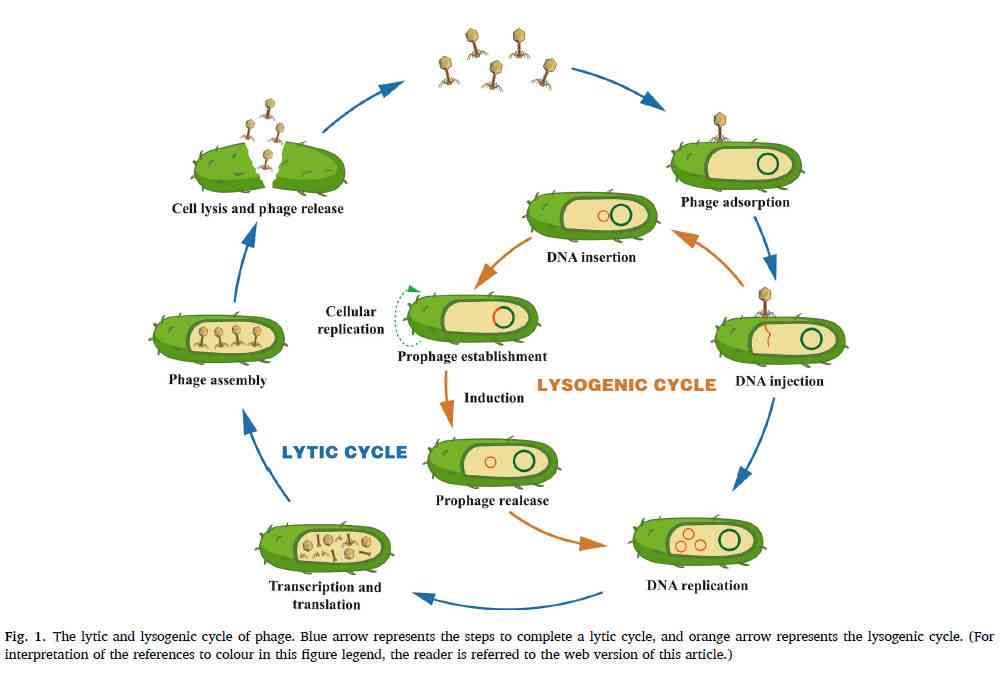 Phage adsorption
DNA injection
DNA insertion
Cellular
replication
Prophage establishment
Induction
LYSOGENIC CYCLE
Prophage realease
DNA replication
Transcription and
translation
Phage assembly
Cell lysis and phage release
LYTIC CYCLE
Fig. 1. The lytic and lysogenic cycle of phage. Blue arrow represents the steps to complete a lytic cycle, and orange arrow represents the lysogenic cycle. (For
interpretation of the references to colour in this figure legend, the reader is referred to the web version of this article.)